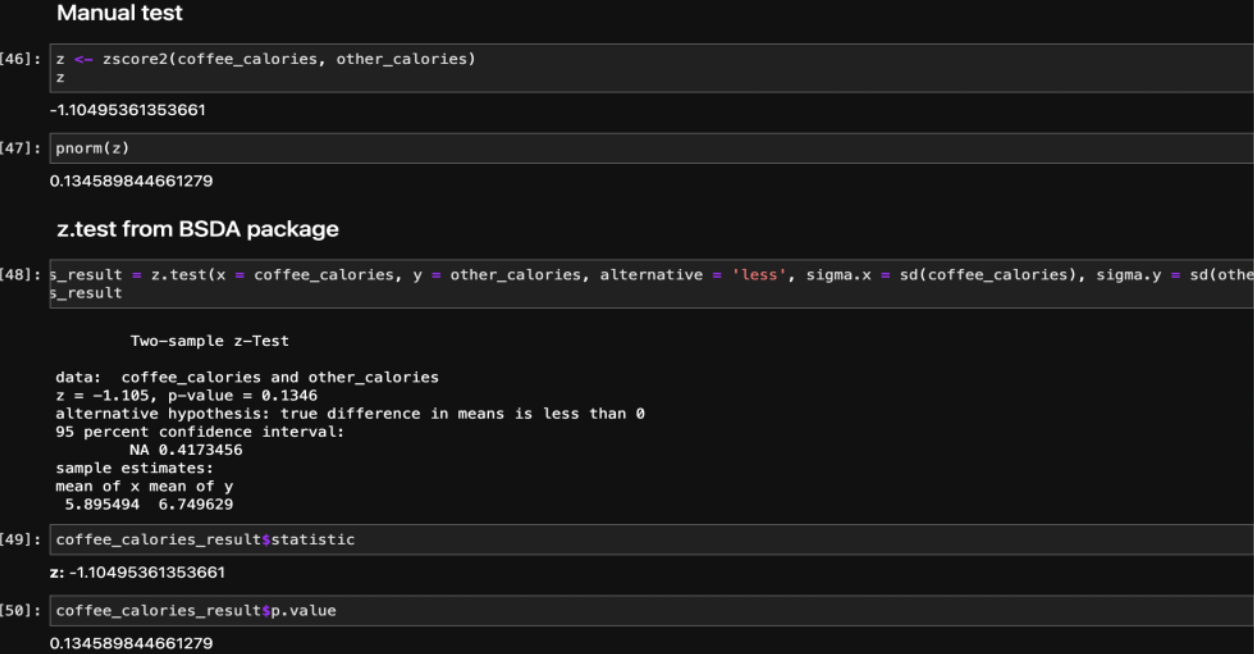 Manual test
[46]: z <- zscore2(coffee_calories, other_calories)
z
-1.10495361353661
[47]: pnorm(z)
0.134589844661279
z.test from BSDA package
[48]: s_result = z.test(x = coffee_calories, y = other_calories, alternative = 'less', sigma.x = sd(coffee_calories), sigma.y = sd(othe
s_result
Two-sample z-Test
data:  coffee_calories and other_calories
z = -1.105, p-value = 0.1346
alternative hypothesis: true difference in means is less than 0
95 percent confidence interval:
NA 0.4173456
sample estimates:
mean of x mean of y
5.895494  6.749629
[49]: coffee_calories_result$statistic
z: -1.10495361353661
[50]: coffee_calories_result$p.value
0.134589844661279